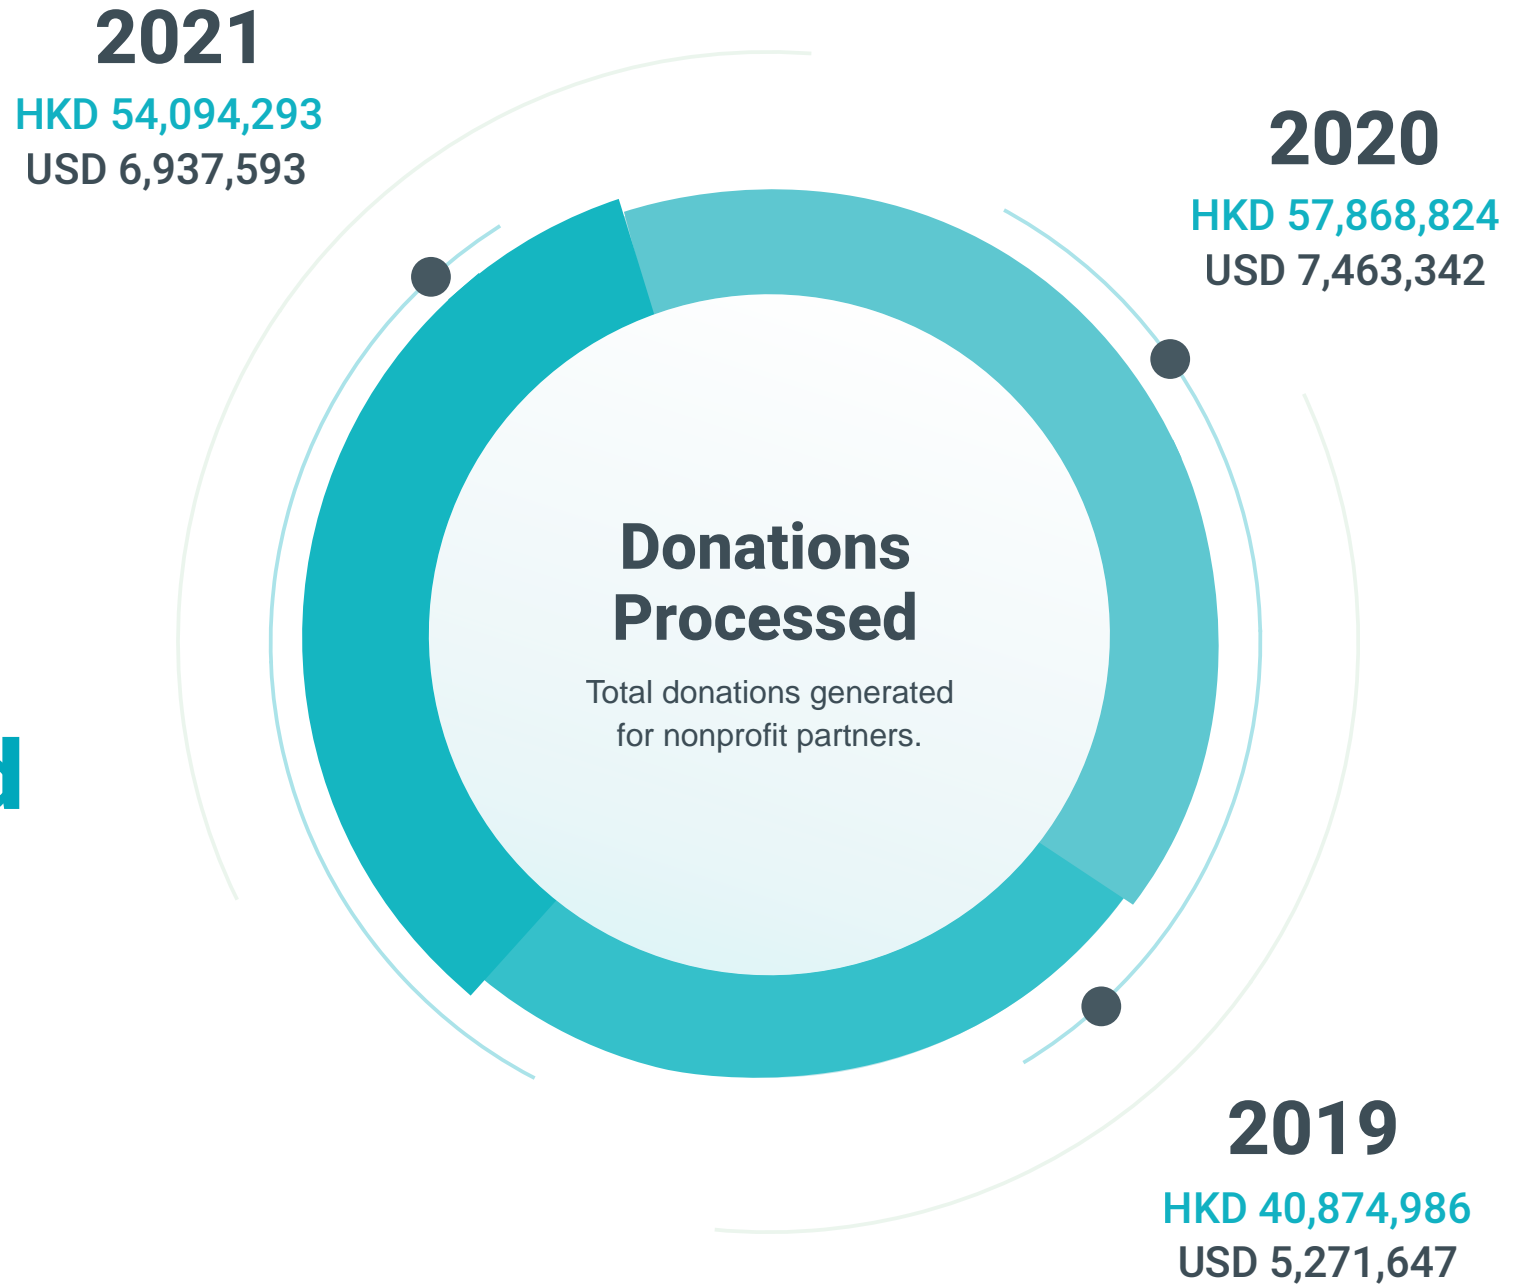 2021
HKD 54,094,293
USD 6,937,593
2020
HKD 57,868,824
USD 7,463,342
Donations
Processed
Total donations generated
for nonprofit partners.
d
2019
HKD 40,874,986
USD 5,271,647